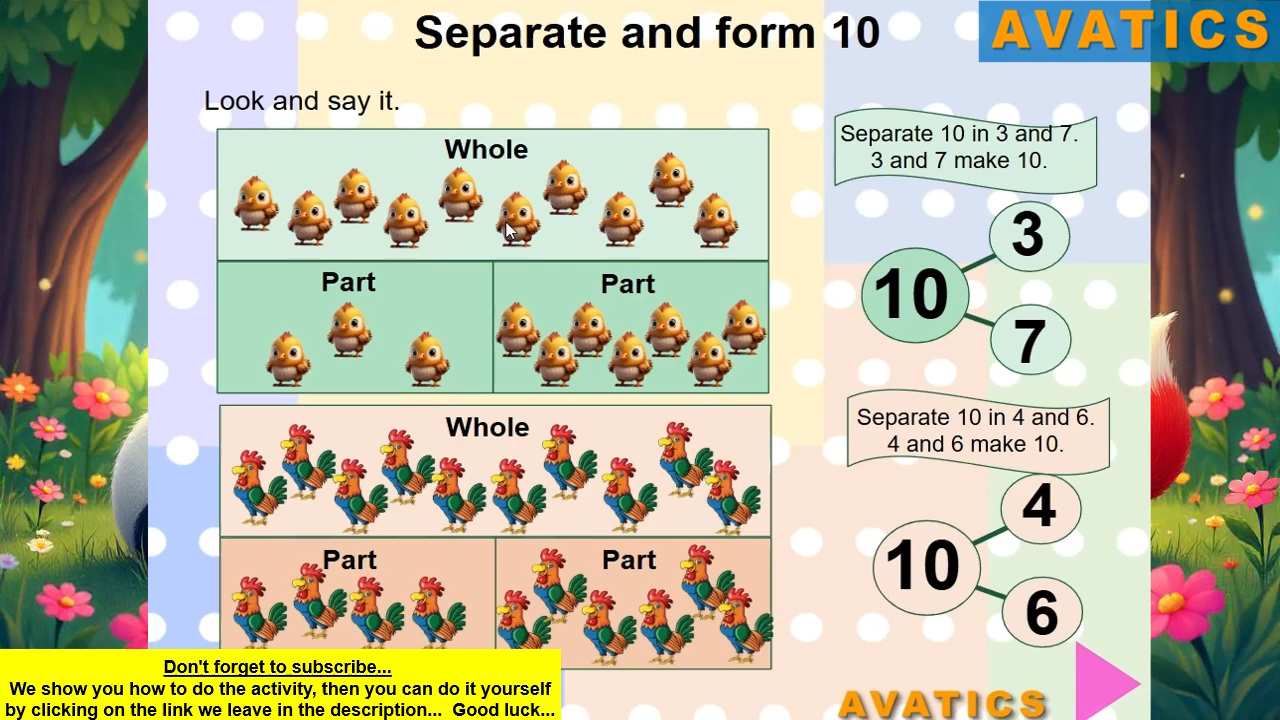 Separate and form 10
AVATICS
Look and say it.
Whole
Part
Part
Separate 10 in 3 and 7.
3 and 7 make 10.
3
10
7
Whole
Part
Part
Separate 10 in 4 and 6.
4 and 6 make 10.
4
10
6
Don't forget to subscribe...
We show you how to do the activity, then you can do it yourself
by clicking on the link we leave in the description... Good luck...
AVATICS